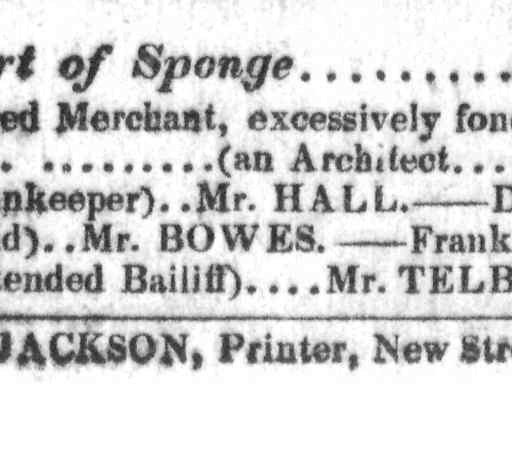 rt of Sponge..........
ed Merchant, excessively fon
. .........(an Architect...
nkeeper)..Mr. HALL.——D
d)..Mr. BOWES. ——Frank
tended Bailiff)....Mr. TELB
JACKSON, Printer, New Str